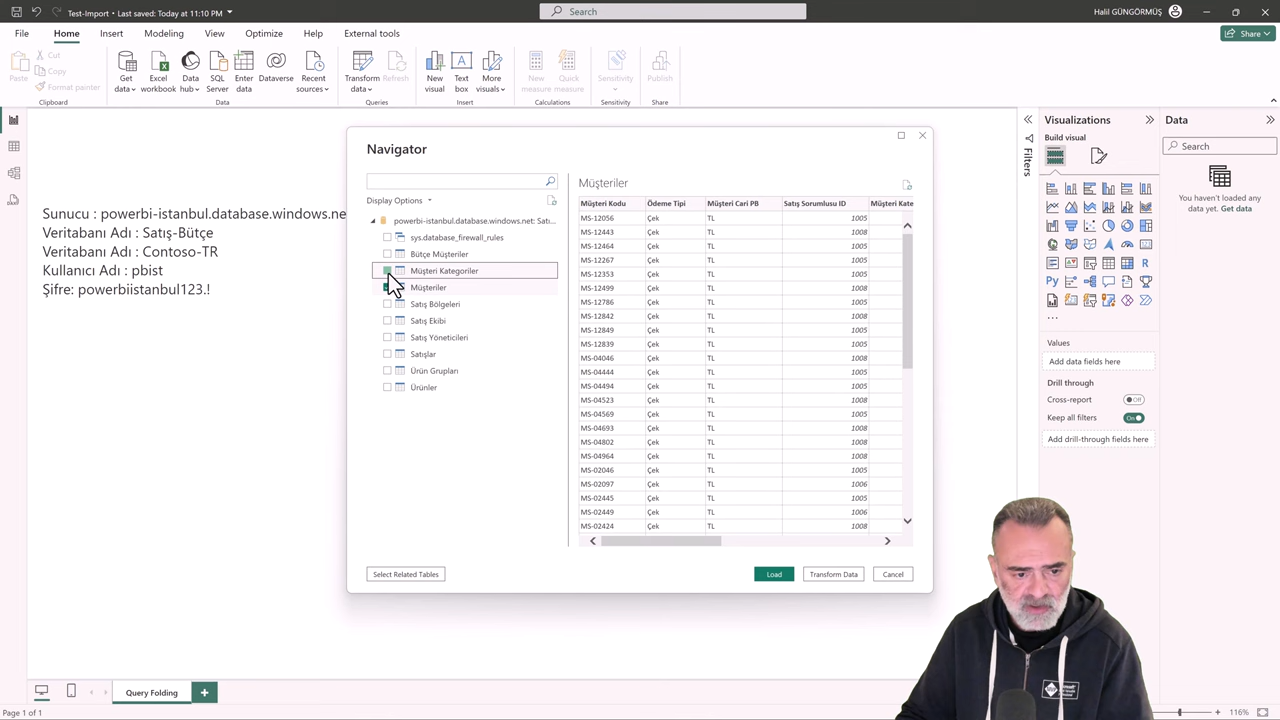 Test-Import • Last saved: Today at 11:10 PM
Search
Halil GÜNGÖRMÜŞ
File Home Insert Modeling View Optimize Help External tools
Share
Paste
Cut
Copy
Format painter
Get data
Excel workbook
Data hub
SQL Server
Enter data
Dataverse
Recent sources
Transform data
Refresh
New visual
Text box
More visuals
New measure
Quick measure
Sensitivity
Publish
Clipboard
Data
Queries
Insert
Calculations
Sensitivity
Share
Sunucu : powerbi-istanbul.database.windows.ne
Veritabanı Adı : Satış-Bütçe
Veritabanı Adı : Contoso-TR
Kullanıcı Adı : pbist
Şifre: powerbiistanbul123.!
Navigator
Display Options
powerbi-istanbul.database.windows.net: Satı...
sys.database_firewall_rules
Bütçe Müşteriler
Müşteri Kategoriler
Müşteriler
Satış Bölgeleri
Satış Ekibi
Satış Yöneticileri
Satışlar
Ürün Grupları
Ürünler
Müşteriler
Müşteri Kodu Ödeme Tipi Müşteri Cari PB Satış Sorumlusu ID Müşteri Kate
MS-12056 Çek TL 1005
MS-12443 Çek TL 1008
MS-12464 Çek TL 1005
MS-12267 Çek TL 1005
MS-12353 Çek TL 1005
MS-12499 Çek TL 1008
MS-12786 Çek TL 1005
MS-12842 Çek TL 1008
MS-12849 Çek TL 1005
MS-12839 Çek TL 1005
MS-04046 Çek TL 1008
MS-04444 Çek TL 1005
MS-04494 Çek TL 1005
MS-04523 Çek TL 1008
MS-04569 Çek TL 1005
MS-04693 Çek TL 1008
MS-04802 Çek TL 1008
MS-04964 Çek TL 1008
MS-02046 Çek TL 1005
MS-02097 Çek TL 1006
MS-02445 Çek TL 1005
MS-02449 Çek TL 1006
MS-02424 Çek TL 1008
Select Related Tables
Load
Transform Data
Cancel
Filters
Visualizations
Build visual
Values
Add data fields here
Drill through
Cross-report
Off
Keep all filters
On
Add drill-through fields here
Data
Search
You haven't loaded any data yet. Get data
Query Folding
Page 1 of 1
116%